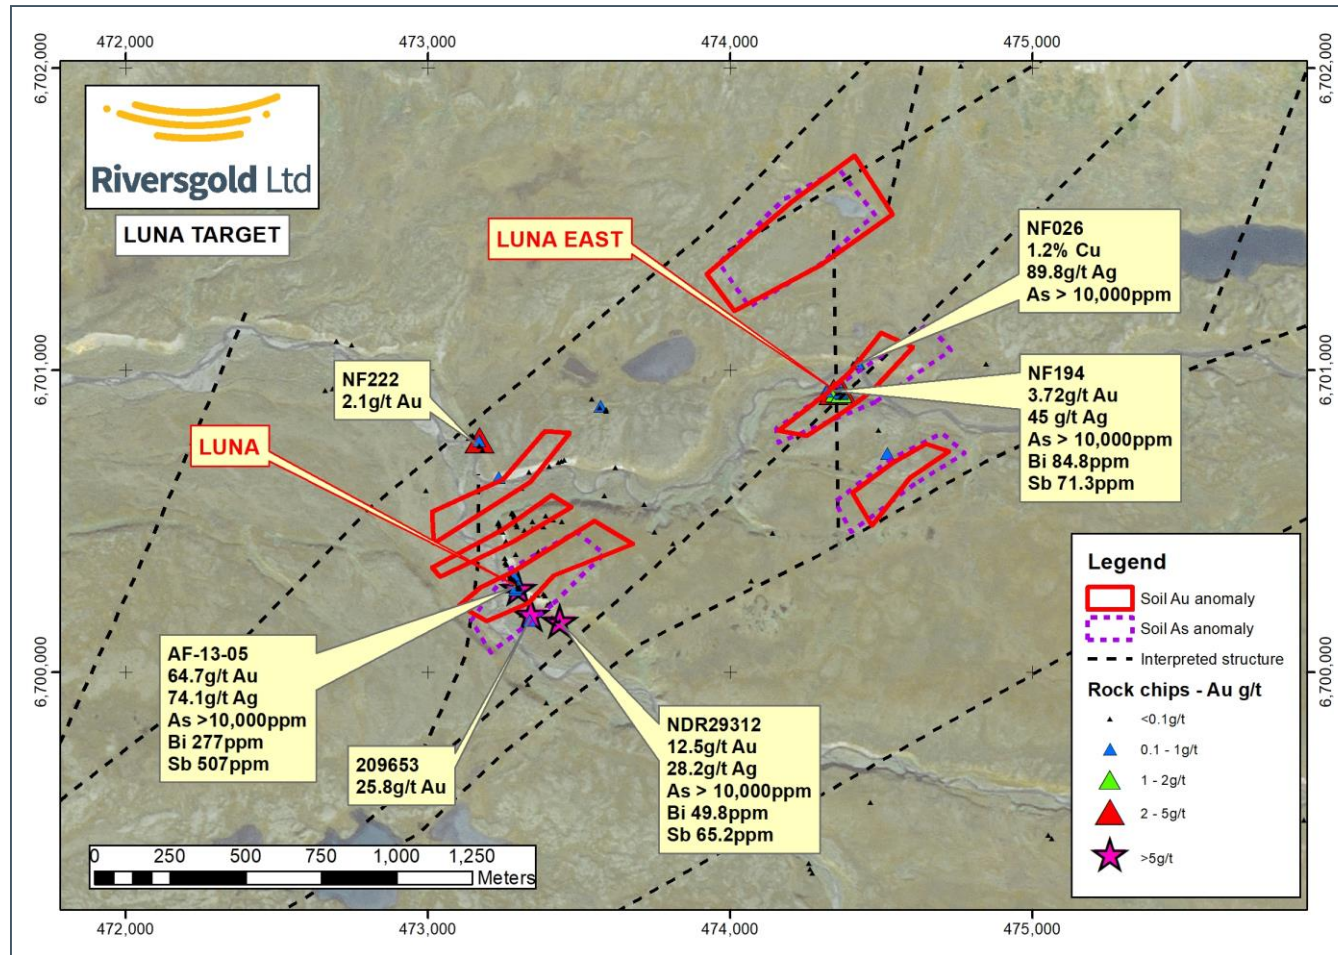 472,000
473,000
474,000
475,000
6,702,000
6,702,000
Riversgold Ltd
LUNA TARGET
LUNA EAST
NF026
1.2% Cu
89.8g/t Ag
As > 10,000ppm
6,701,000
6,701,000
NF222
2.1g/t Au
NF194
3.72g/t Au
45 g/t Ag
As > 10,000ppm
Bi 84.8ppm
Sb 71.3ppm
LUNA
Legend
Soil Au anomaly
Soil As anomaly
Interpreted structure
Rock chips - Au g/t
<0.1g/t
0.1 - 1g/t
1 - 2g/t
2 - 5g/t
>5g/t
6,700,000
6,700,000
AF-13-05
64.7g/t Au
74.1g/t Ag
As >10,000ppm
Bi 277ppm
Sb 507ppm
209653
25.8g/t Au
NDR29312
12.5g/t Au
28.2g/t Ag
As > 10,000ppm
Bi 49.8ppm
Sb 65.2ppm
0 250 500 750 1,000 1,250
Meters
472,000
473,000
474,000
475,000